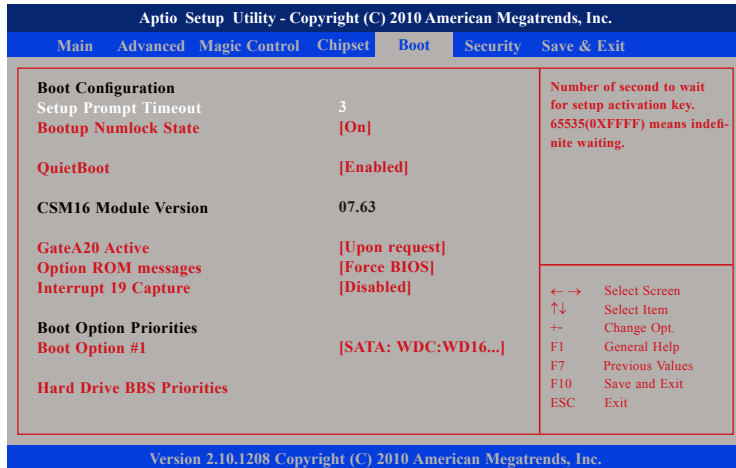 Aptio Setup Utility - Copyright (C) 2010 American Megatrends, Inc.
Main Advanced Magic Control Chipset Boot Security Save & Exit
Boot Configuration
Setup Prompt Timeout 3
Bootup Numlock State [On]
QuietBoot [Enabled]
CSM16 Module Version 07.63
GateA20 Active [Upon request]
Option ROM messages [Force BIOS]
Interrupt 19 Capture [Disabled]
Boot Option Priorities
Boot Option #1 [SATA: WDC:WD16...]
Hard Drive BBS Priorities
Number of second to wait
for setup activation key.
65535(0XFFFF) means indefi-
nite waiting.
←→ Select Screen
↑↓ Select Item
+- Change Opt.
F1 General Help
F7 Previous Values
F10 Save and Exit
ESC Exit
Version 2.10.1208 Copyright (C) 2010 American Megatrends, Inc.